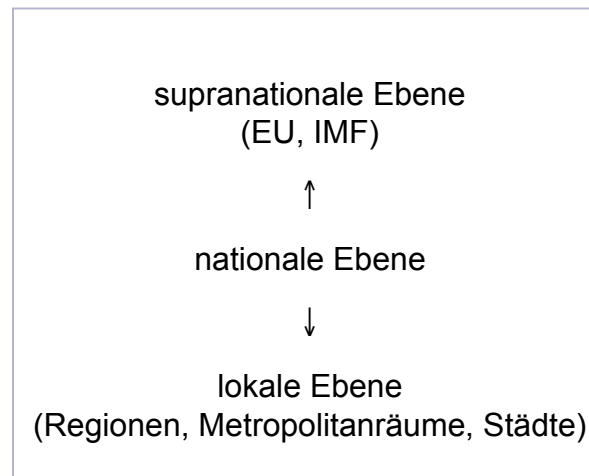 supranationale Ebene
(EU, IMF)
↑
nationale Ebene
↓
lokale Ebene
(Regionen, Metropolitanräume, Städte)